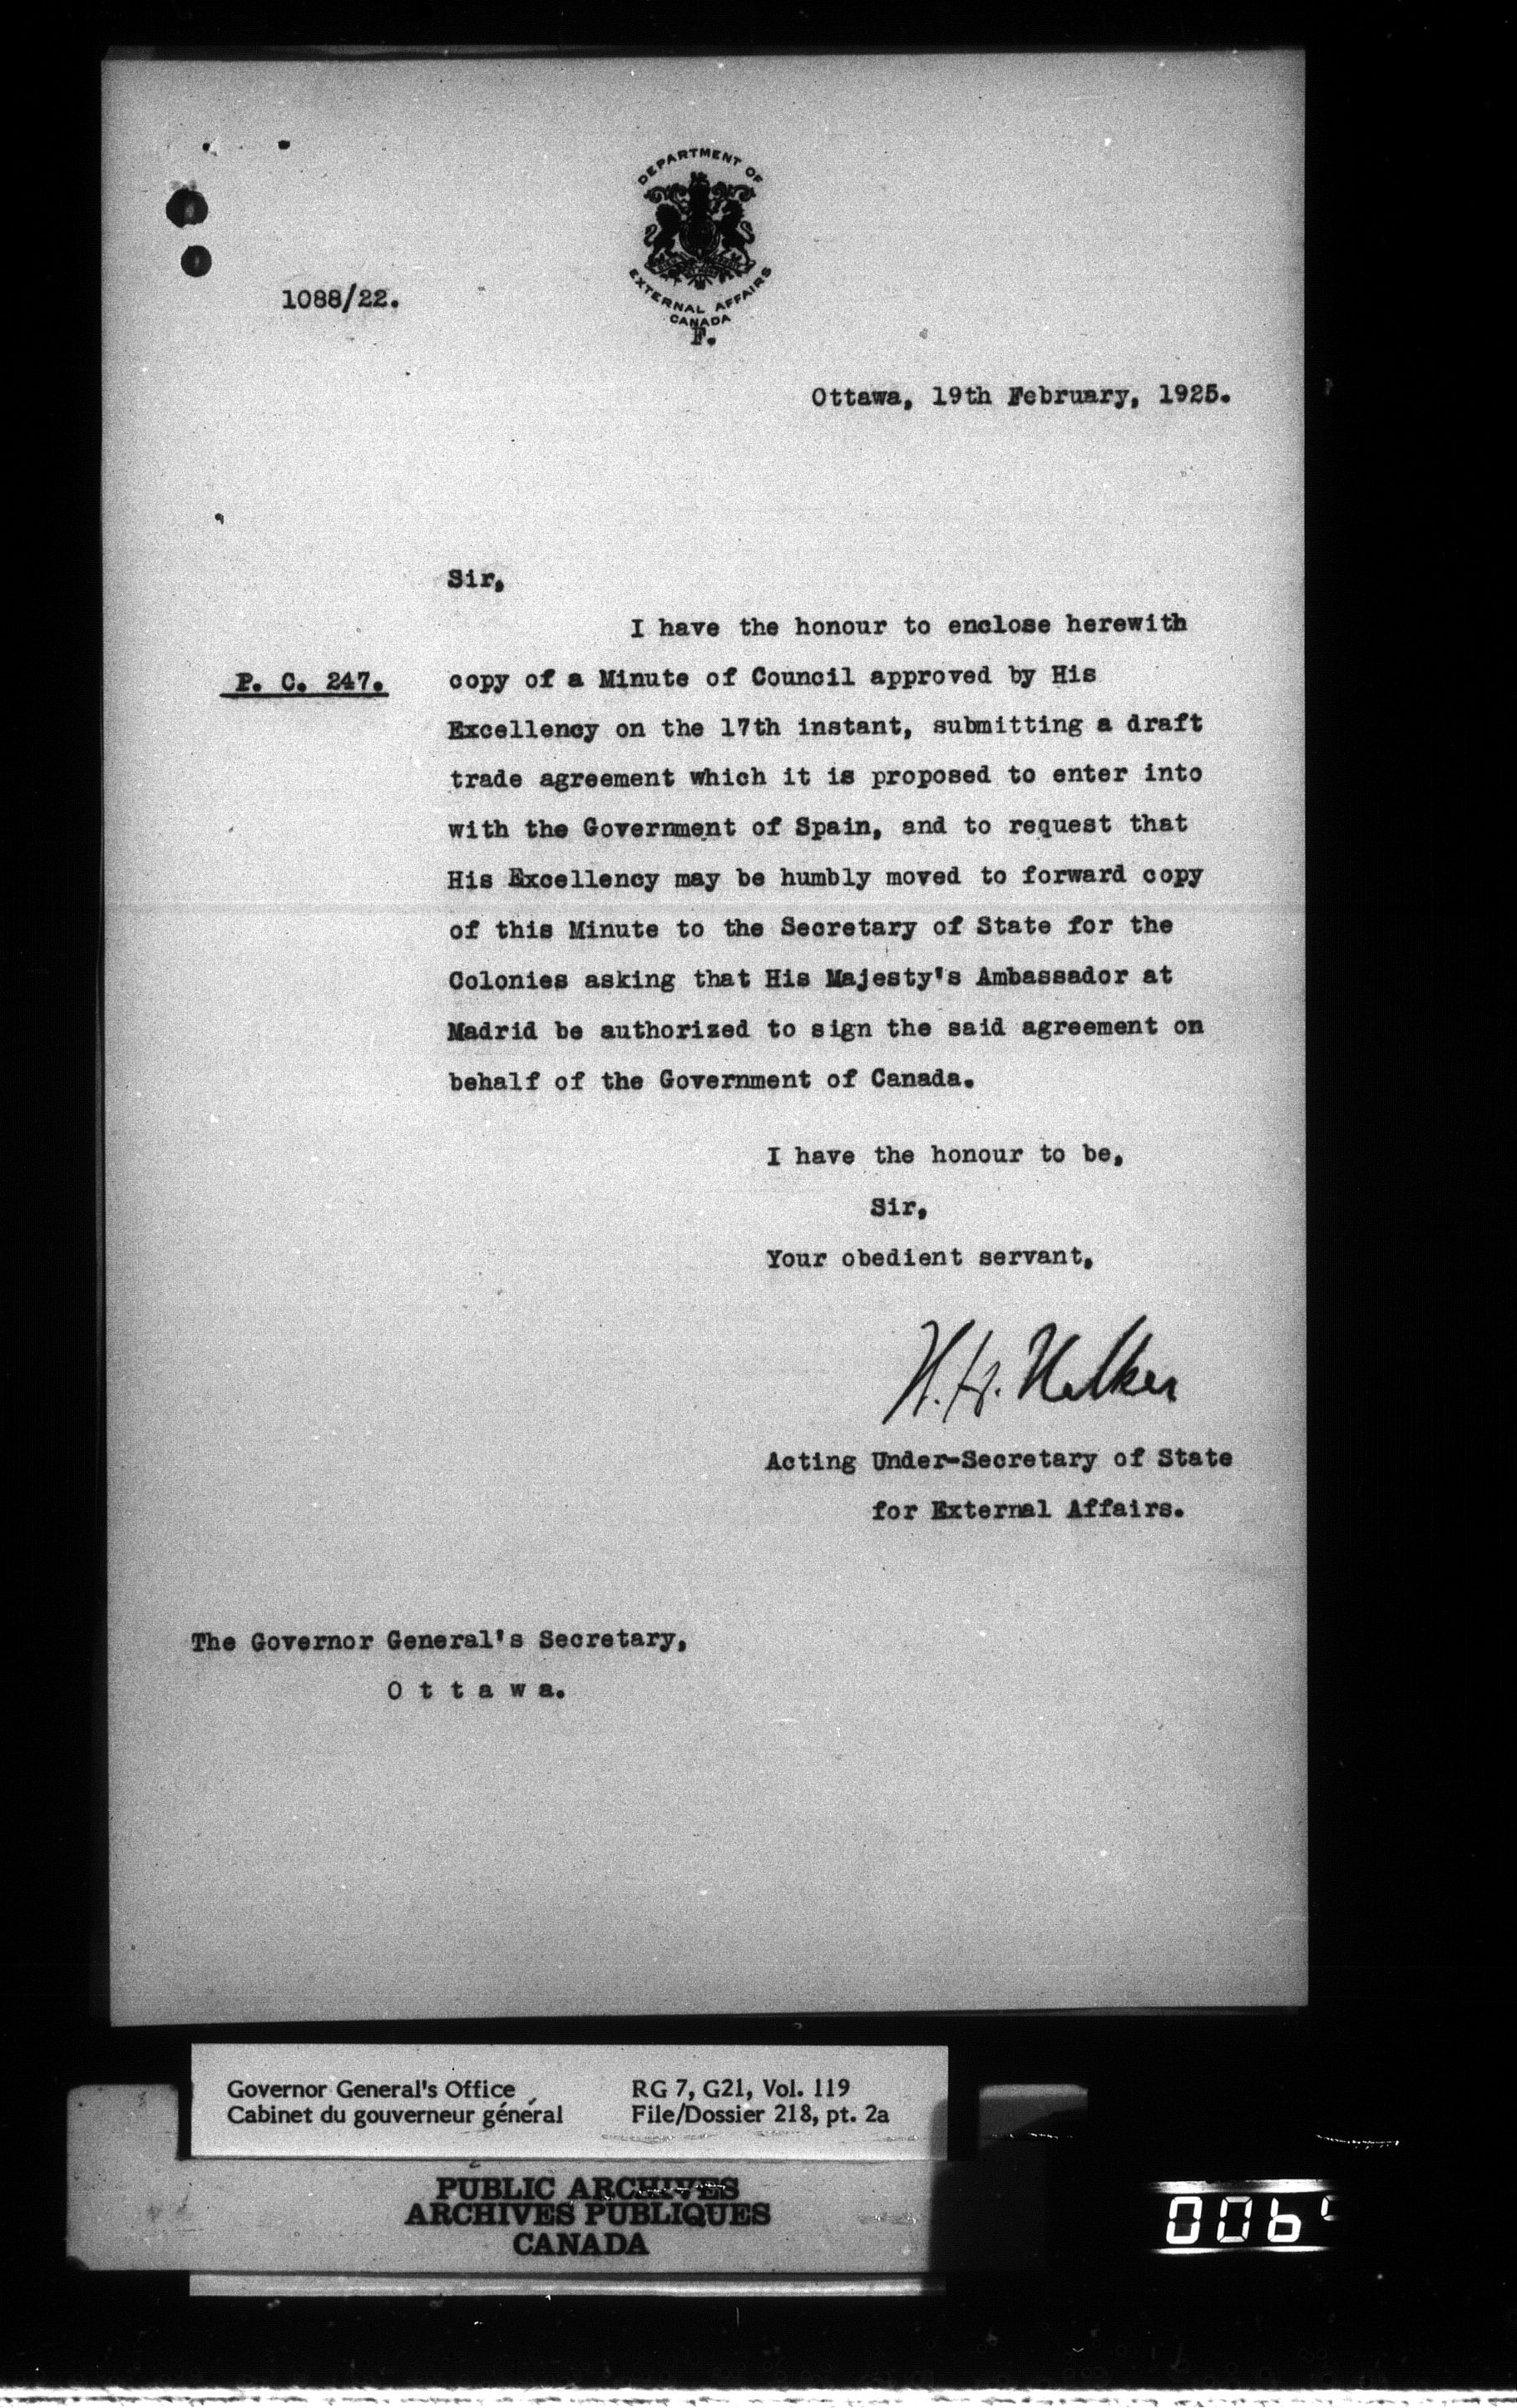 DEPARTMENT OF
EXTERNAL AFFAIRS
CANADA
F.
1088/22.
Ottawa, 19th February, 1925.
Sir,
I have the honour to enclose herewith
P. C. 247.
copy of a Minute of Council approved by His
Excellency on the 17th instant, submitting a draft
trade agreement which it is proposed to enter into
with the Government of Spain, and to request that
His Excellency may be humbly moved to forward copy
of this Minute to the Secretary of State for the
Colonies asking that His Majesty's Ambassador at
Madrid be authorized to sign the said agreement on
behalf of the Government of Canada.
I have the honour to be,
Sir,
Your obedient servant,
W. H. Walker
Acting Under-Secretary of State
for External Affairs.
The Governor General's Secretary,
O t t a w a.
Governor General's Office
Cabinet du gouverneur général
RG 7, G21, Vol. 119
File/Dossier 218, pt. 2a
PUBLIC ARCHIVES
ARCHIVES PUBLIQUES
CANADA